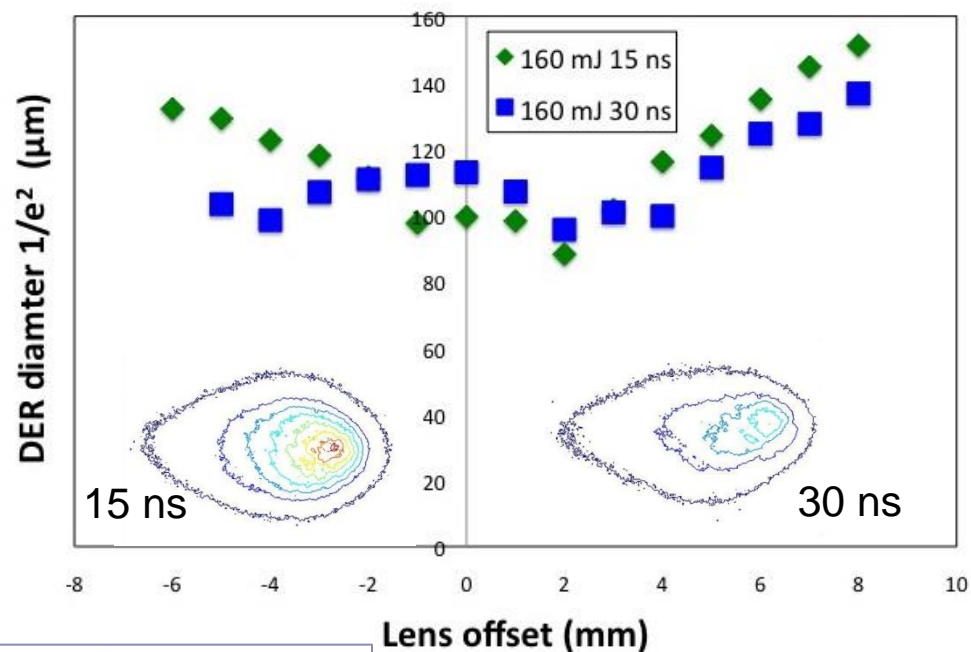 160
140
120
100
80
60
40
20
0
DER diamter 1/e² (µm)
160 mJ 15 ns
160 mJ 30 ns
15 ns
30 ns
-8 -6 -4 -2 0 2 4 6 8 10
Lens offset (mm)